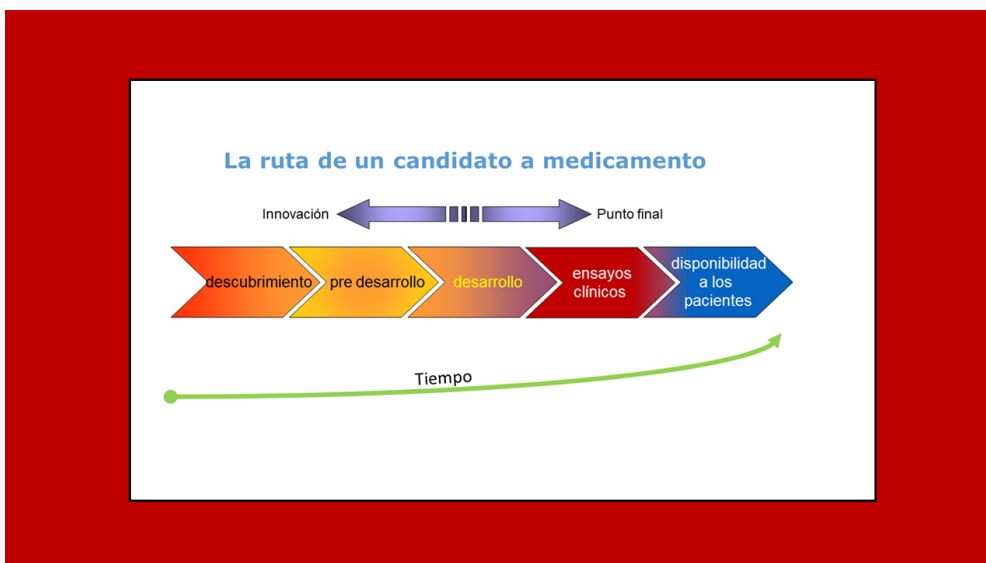 La ruta de un candidato a medicamento
Innovación
Punto final
descubrimiento
pre desarrollo
desarrollo
ensayos
clínicos
disponibilidad
a los
pacientes
Tiempo